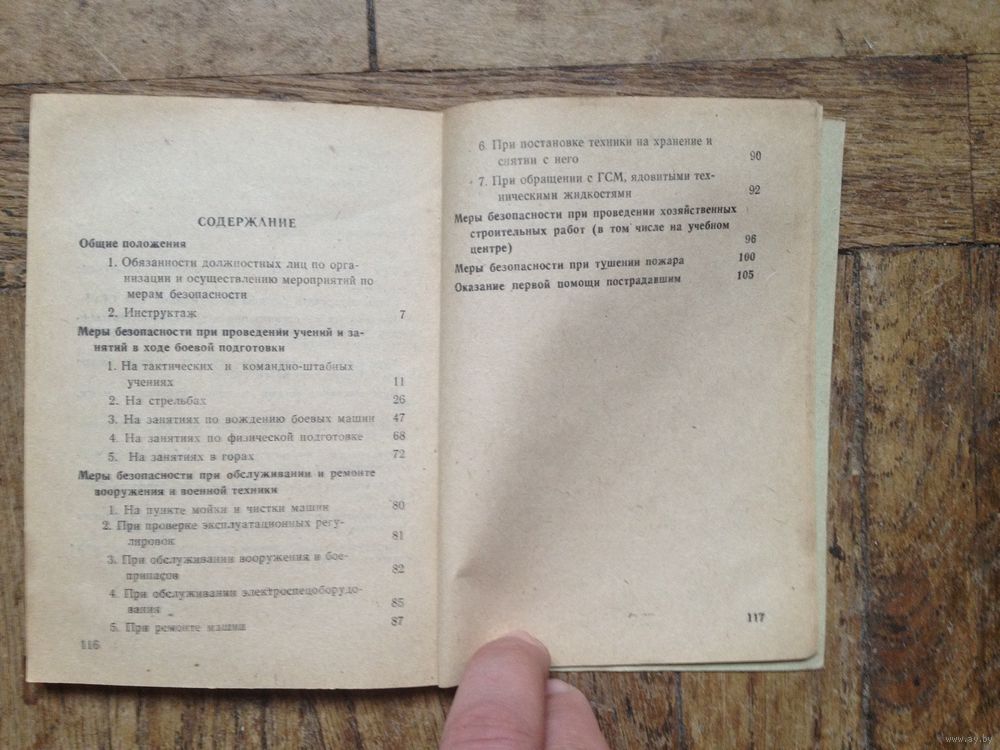 СОДЕРЖАНИЕ
Общие положения
1. Обязанности должностных лиц по орга-
низации и осуществлению мероприятий по
мерам безопасности
2. Инструктаж 7
Меры безопасности при проведении учений и за-
нятий в ходе боевой подготовки
1. На тактических и командно-штабных
учениях 11
2. На стрельбах 26
3. На занятиях по вождению боевых машин 47
4. На занятиях по физической подготовке 68
5. На занятиях в горах 72
Меры безопасности при обслуживании и ремонте
вооружения и военной техники
1. На пункте мойки и чистки машин 80
2. При проверке эксплуатационных регу-
лировок 81
3. При обслуживании вооружения и бое-
припасов 82
4. При обслуживании электроспецоборудо-
вания 85
5. При ремонте машин 87
116
6. При постановке техники на хранение и
снятии с него 90
7. При обращении с ГСМ, ядовитыми тех-
ническими жидкостями 92
Меры безопасности при проведении хозяйственных
строительных работ (в том числе на учебном
центре) 96
Меры безопасности при тушении пожара 100
Оказание первой помощи пострадавшим 105
117
www.ay.by